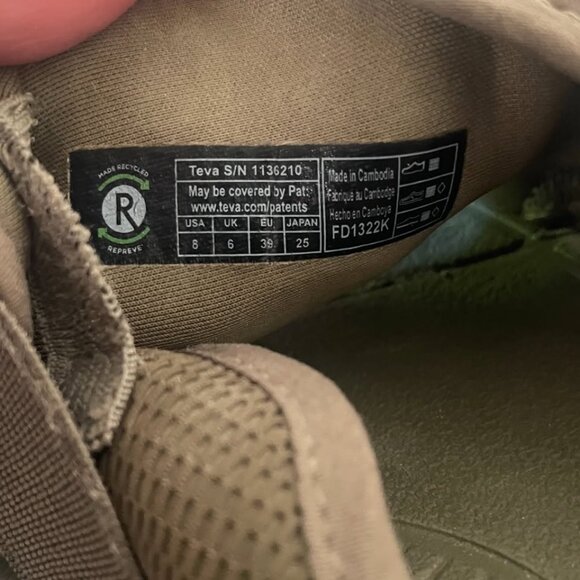 MADE RECYCLED
R
REPREVE
Teva S/N 1136210
May be covered by Pat:
www.teva.com/patents
USA UK EU JAPAN
8 6 39 25
Made in Cambodia
Fabriqué au Cambodge
Hecho en Camboya
FD1322K